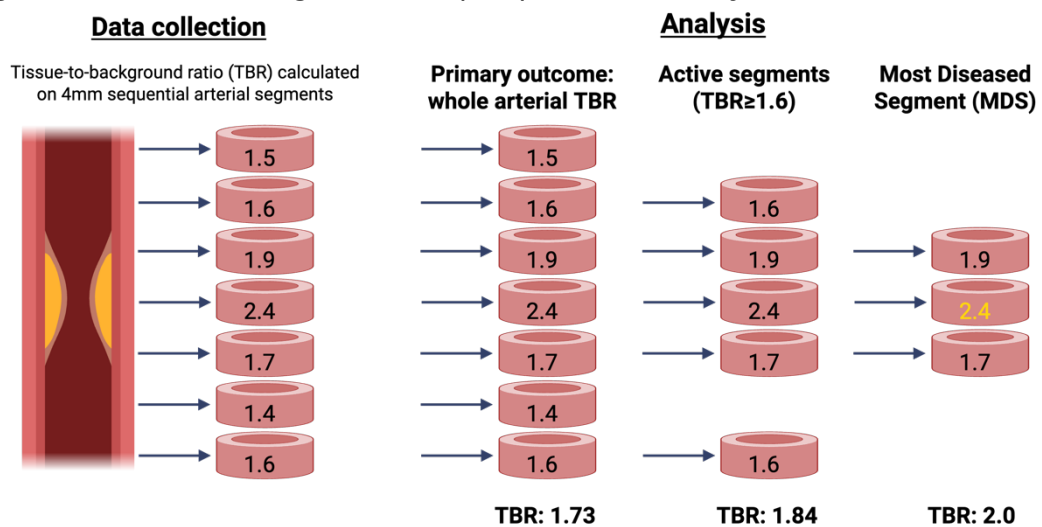 Data collection
Analysis
Tissue-to-background ratio (TBR) calculated
on 4mm sequential arterial segments
Primary outcome:
whole arterial TBR
Active segments
(TBR≥1.6)
Most Diseased
Segment (MDS)
1.5 1.5
1.6 1.6 1.6
1.9 1.9 1.9 1.9
2.4 2.4 2.4 2.4
1.7 1.7 1.7 1.7
1.4 1.4
1.6 1.6 1.6
TBR: 1.73 TBR: 1.84 TBR: 2.0